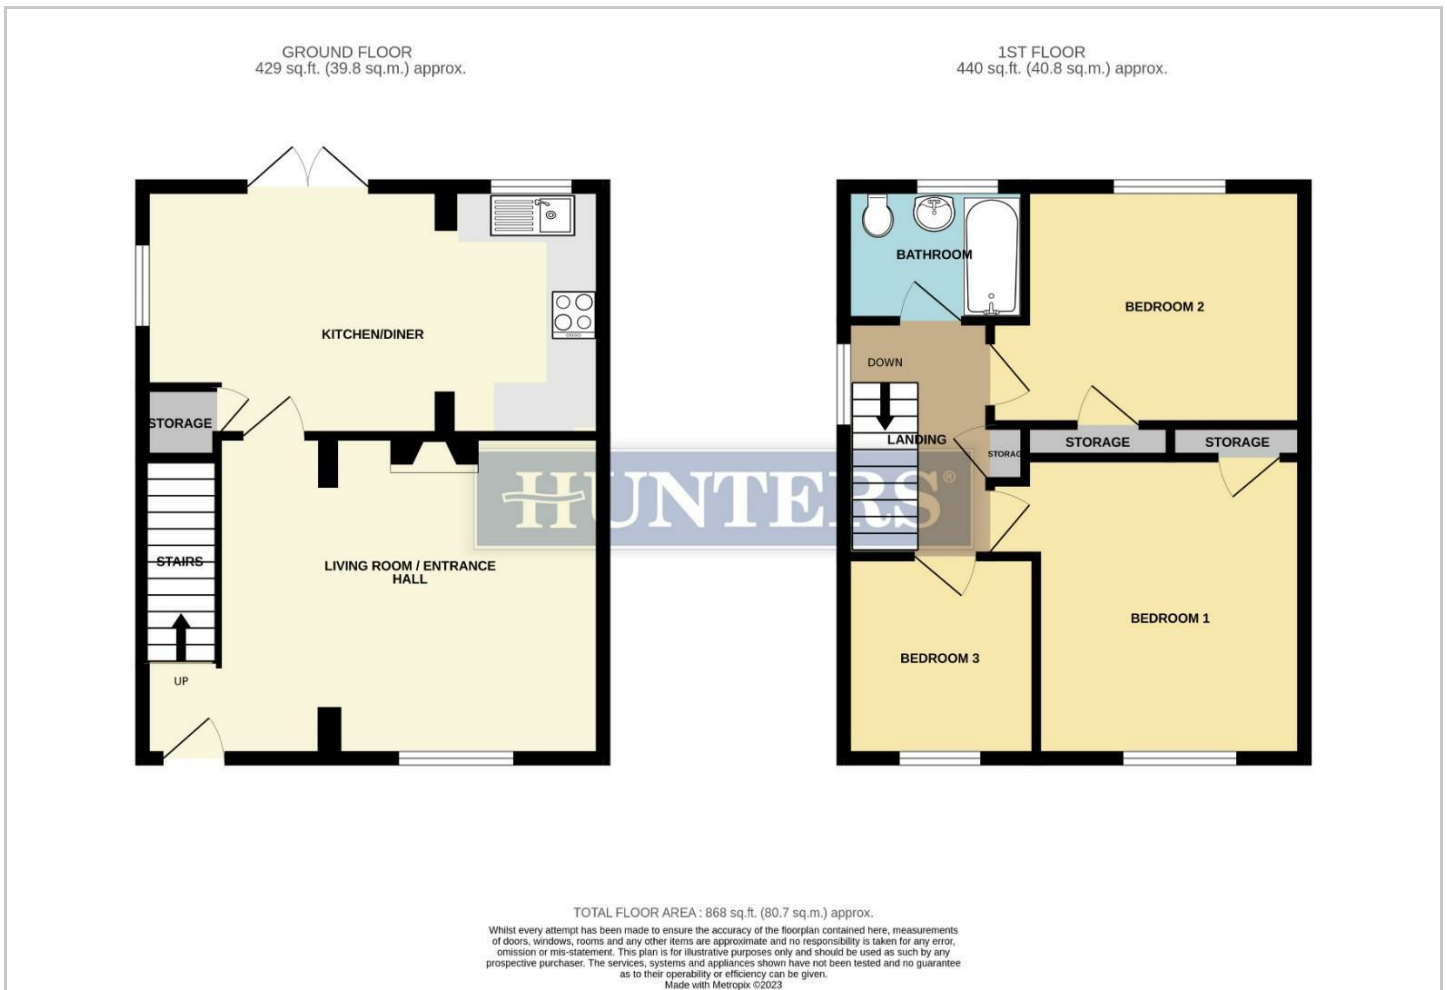 GROUND FLOOR
429 sq.ft. (39.8 sq.m.) approx.
1ST FLOOR
440 sq.ft. (40.8 sq.m.) approx.
KITCHEN/DINER
STORAGE
STAIRS
UP
LIVING ROOM / ENTRANCE
HALL
BATHROOM
BEDROOM 2
DOWN
LANDING
STORAG
STORAGE
STORAGE
HUNTERS®
BEDROOM 1
BEDROOM 3
TOTAL FLOOR AREA : 868 sq.ft. (80.7 sq.m.) approx.
Whilst every attempt has been made to ensure the accuracy of the floorplan contained here, measurements
of doors, windows, rooms and any other items are approximate and no responsibility is taken for any error,
omission or mis-statement. This plan is for illustrative purposes only and should be used as such by any
prospective purchaser. The services, systems and appliances shown have not been tested and no guarantee
as to their operability or efficiency can be given.
Made with Metropix ©2023